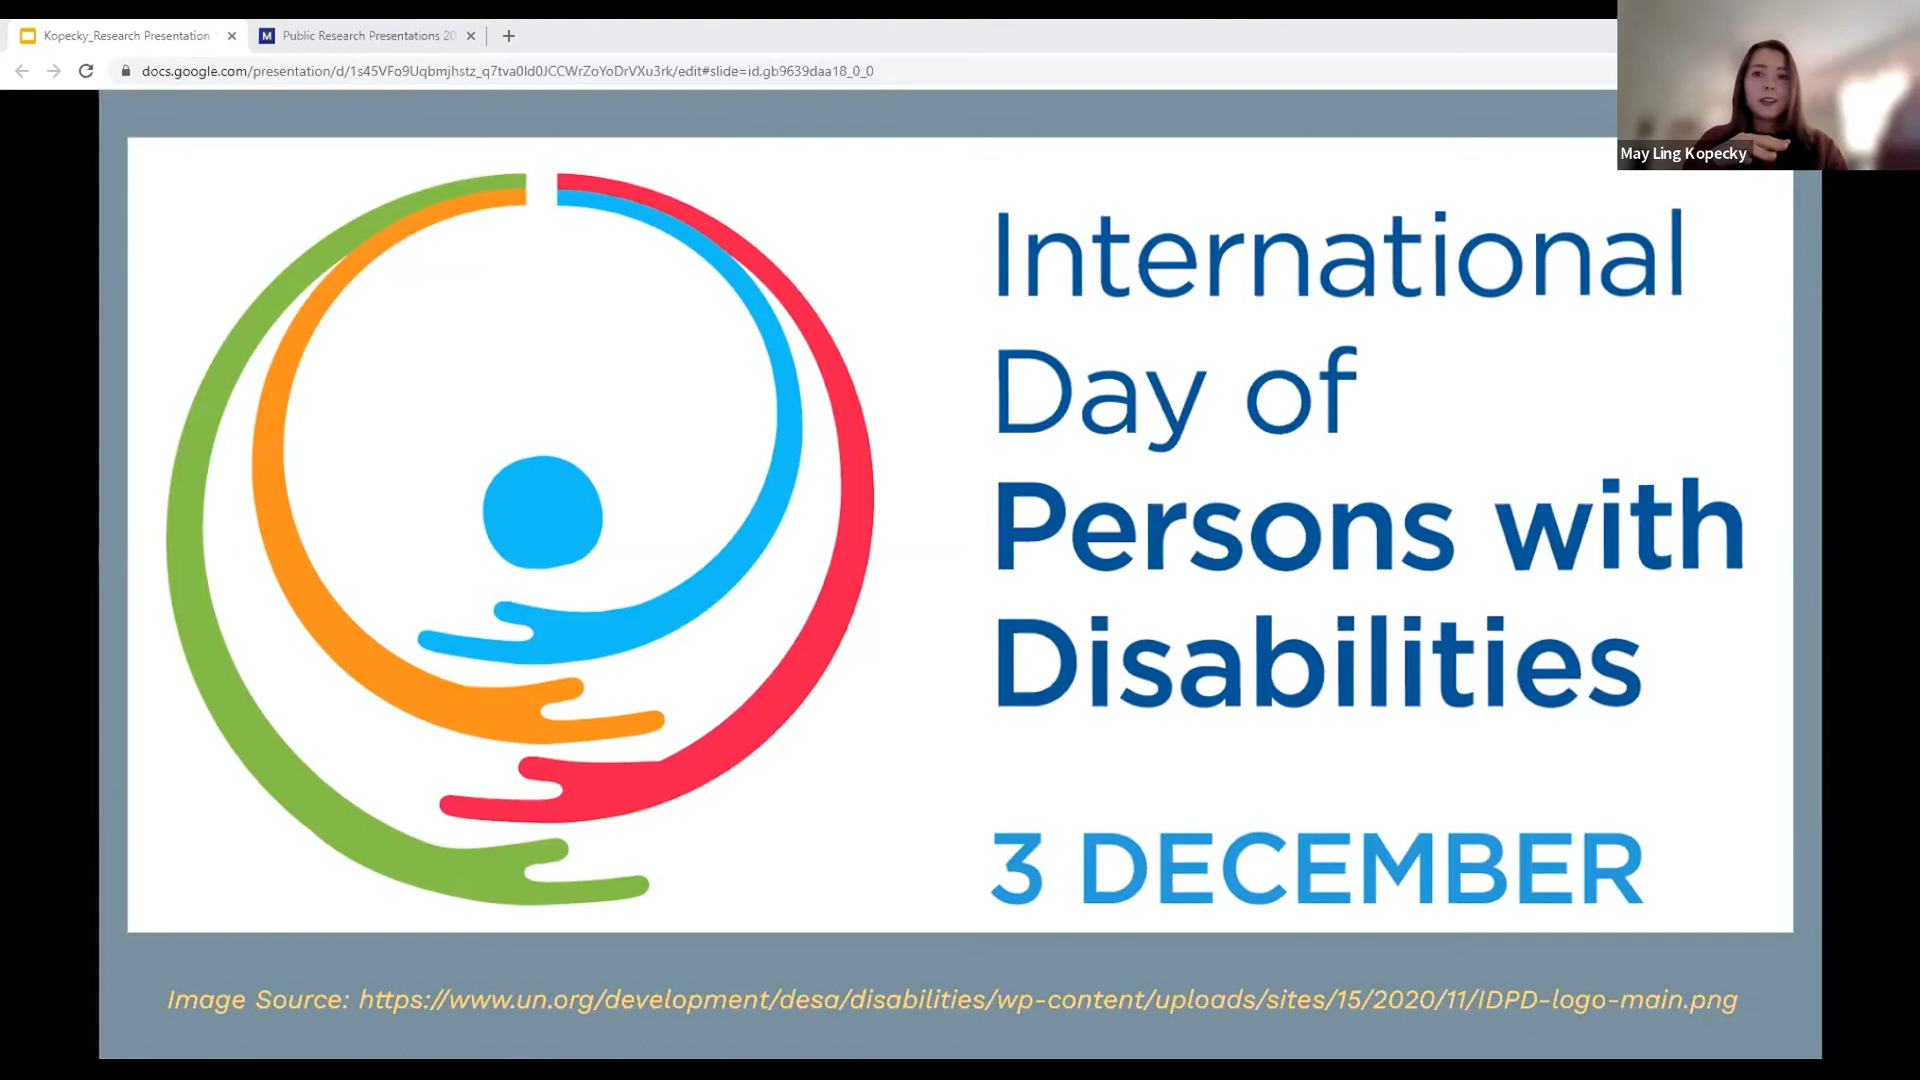 Kopecky_Research Presentation
Public Research Presentations 20
docs.google.com/presentation/d/1s45VFo9Uqbmjhstz_q7tva0ld0JCCWrZoYoDrVXu3rk/edit#slide=id.gb9639daa18_0_0
May Ling Kopecky
International
Day of
Persons with
Disabilities
3 DECEMBER
Image Source: https://www.un.org/development/desa/disabilities/wp-content/uploads/sites/15/2020/11/IDPD-logo-main.png